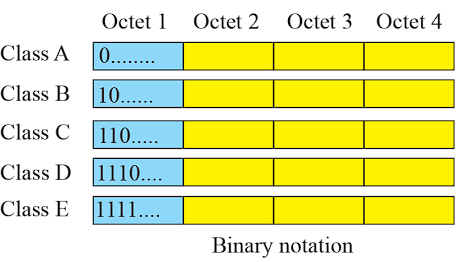 Octet 1 Octet 2 Octet 3 Octet 4
Class A 0........
Class B 10......
Class C 110.....
Class D 1110....
Class E 1111....
Binary notation